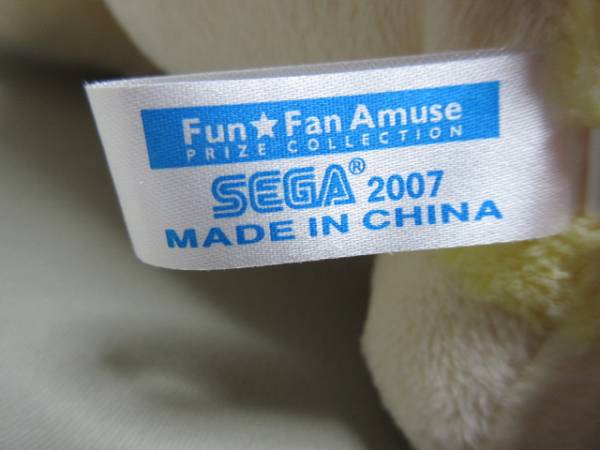 Fun★Fan Amuse
PRIZE COLLECTION
SEGA® 2007
MADE IN CHINA